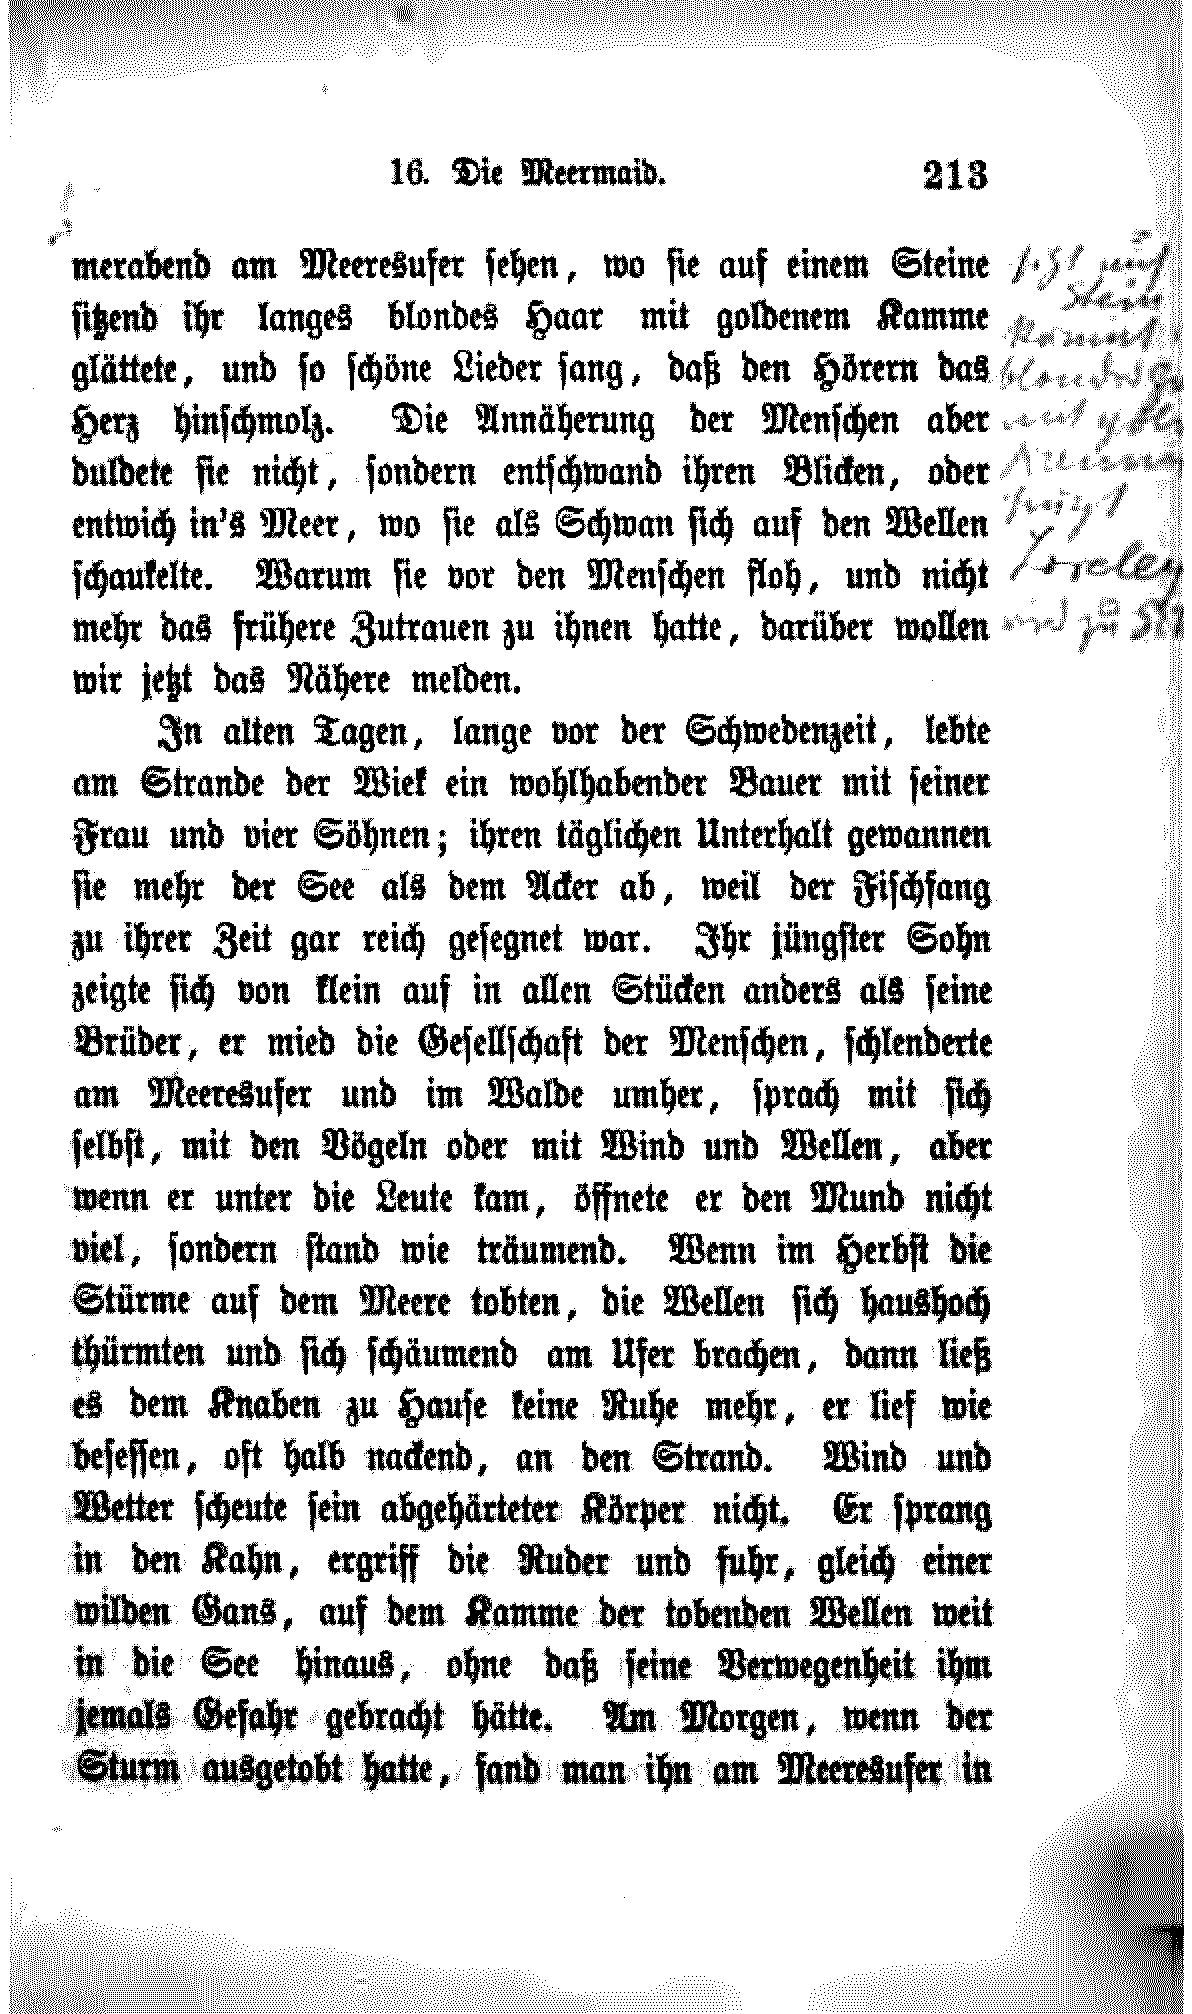 16. Die Meermaid. 213
merabend am Meeresufer sehen, wo sie auf einem Steine
sitzend ihr langes blondes Haar mit goldenem Kamme
glättete, und so schöne Lieder sang, daß den Hörern das
Herz hinschmolz. Die Annäherung der Menschen aber
duldete sie nicht, sondern entschwand ihren Blicken, oder
entwich in's Meer, wo sie als Schwan sich auf den Wellen
schaukelte. Warum sie vor den Menschen floh, und nicht
mehr das frühere Zutrauen zu ihnen hatte, darüber wollen
wir jetzt das Nähere melden.
In alten Tagen, lange vor der Schwedenzeit, lebte
am Strande der Wiek ein wohlhabender Bauer mit seiner
Frau und vier Söhnen; ihren täglichen Unterhalt gewannen
sie mehr der See als dem Acker ab, weil der Fischfang
zu ihrer Zeit gar reich gesegnet war. Ihr jüngster Sohn
zeigte sich von klein auf in allen Stücken anders als seine
Brüder, er mied die Gesellschaft der Menschen, schlenderte
am Meeresufer und im Walde umher, sprach mit sich
selbst, mit den Vögeln oder mit Wind und Wellen, aber
wenn er unter die Leute kam, öffnete er den Mund nicht
viel, sondern stand wie träumend. Wenn im Herbst die
Stürme auf dem Meere tobten, die Wellen sich haushoch
thürmten und sich schäumend am Ufer brachen, dann ließ
es dem Knaben zu Hause keine Ruhe mehr, er lief wie
besessen, oft halb nackend, an den Strand. Wind und
Wetter scheute sein abgehärteter Körper nicht. Er sprang
in den Kahn, ergriff die Ruder und fuhr, gleich einer
wilden Gans, auf dem Kamme der tobenden Wellen weit
in die See hinaus, ohne daß seine Verwegenheit ihm
jemals Gefahr gebracht hätte. Am Morgen, wenn der
Sturm ausgetobt hatte, fand man ihn am Meeresufer in
Stein
Loreley